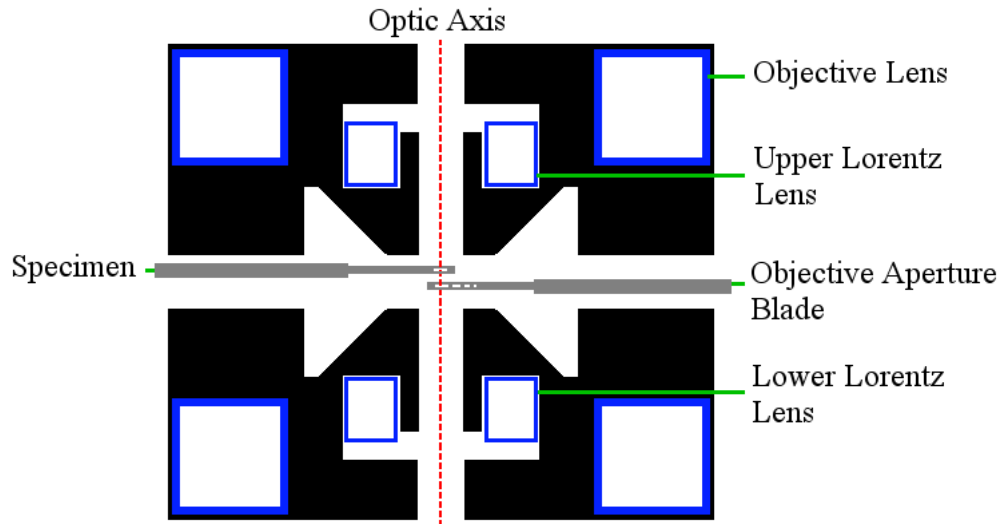 Optic Axis
Objective Lens
Upper Lorentz
Lens
Specimen
Objective Aperture
Blade
Lower Lorentz
Lens